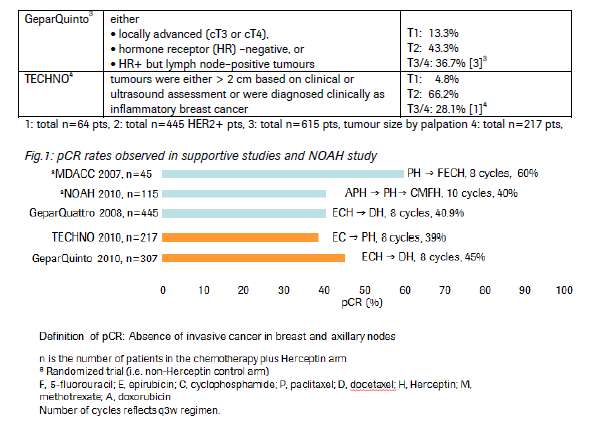 GeparQuinto³
either
• locally advanced (cT3 or cT4),
• hormone receptor (HR) –negative, or
• HR+ but lymph node–positive tumours
T1: 13.3%
T2: 43.3%
T3/4: 36.7% [3]³
TECHNO⁴
tumours were either > 2 cm based on clinical or
ultrasound assessment or were diagnosed clinically as
inflammatory breast cancer
T1: 4.8%
T2: 66.2%
T3/4: 28.1% [1]⁴
1: total n=64 pts, 2: total n=445 HER2+ pts, 3: total n=615 pts, tumour size by palpation 4: total n=217 pts,
Fig.1: pCR rates observed in supportive studies and NOAH study
ᵃMDACC 2007, n=45 PH → FECH, 8 cycles, 60%
ᵃNOAH 2010, n=115 APH → PH→ CMFH, 10 cycles, 40%
GeparQuattro 2008, n=445 ECH → DH, 8 cycles, 40.9%
TECHNO 2010, n=217 EC → PH, 8 cycles, 39%
GeparQuinto 2010, n=307 ECH → DH, 8 cycles, 45%
0 10 20 30 40 50 60 70 80 90 100
pCR (%)
Definition of pCR: Absence of invasive cancer in breast and axillary nodes
n is the number of patients in the chemotherapy plus Herceptin arm
ᵃ Randomized trial (i.e. non-Herceptin control arm)
F, 5-fluorouracil; E, epirubicin; C, cyclophosphamide; P, paclitaxel; D, docetaxel; H, Herceptin; M,
methotrexate; A, doxorubicin
Number of cycles reflects q3w regimen.